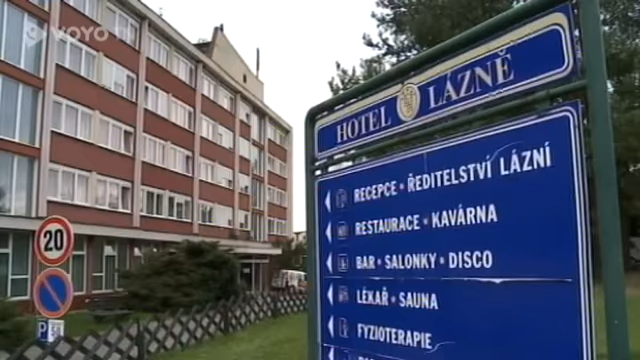 VOYO
HOTEL LÁZNĚ
RECEPCE • ŘEDITELSTVÍ LÁZNÍ
RESTAURACE • KAVÁRNA
BAR • SALONKY • DISCO
LÉKAŘ • SAUNA
FYZIOTERAPIE
20
P